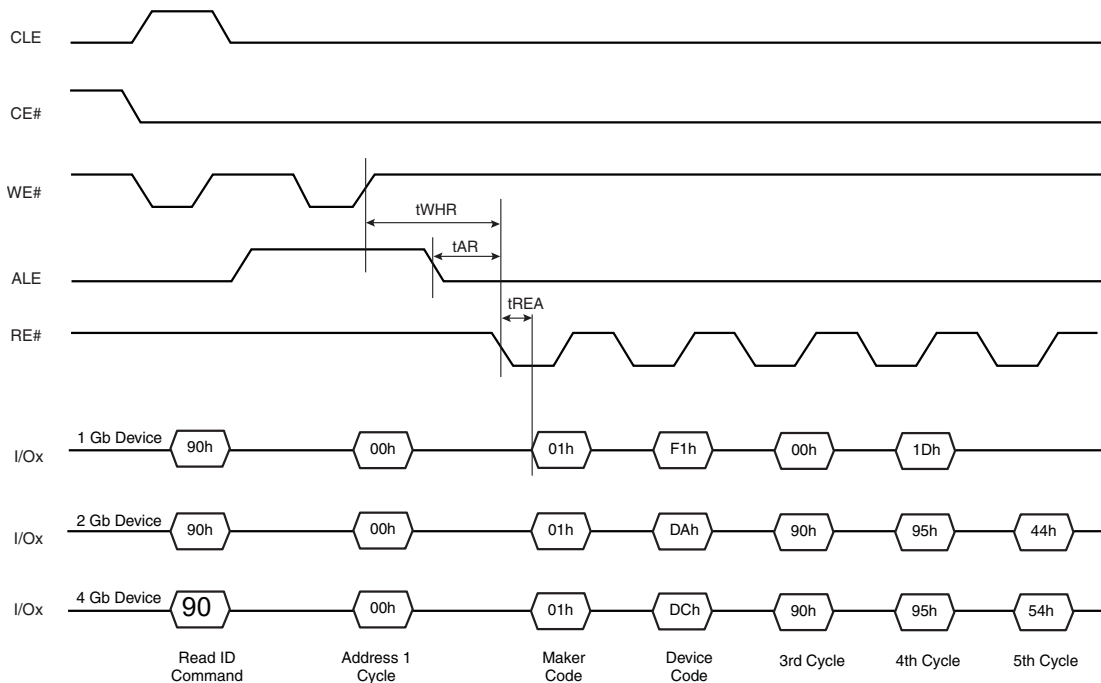 CLE
CE#
WE#
tWHR
tAR
ALE
tREA
RE#
I/Ox 1 Gb Device 90h 00h 01h F1h 00h 1Dh
I/Ox 2 Gb Device 90h 00h 01h DAh 90h 95h 44h
I/Ox 4 Gb Device 90 00h 01h DCh 90h 95h 54h
Read ID Command
Address 1 Cycle
Maker Code
Device Code
3rd Cycle
4th Cycle
5th Cycle